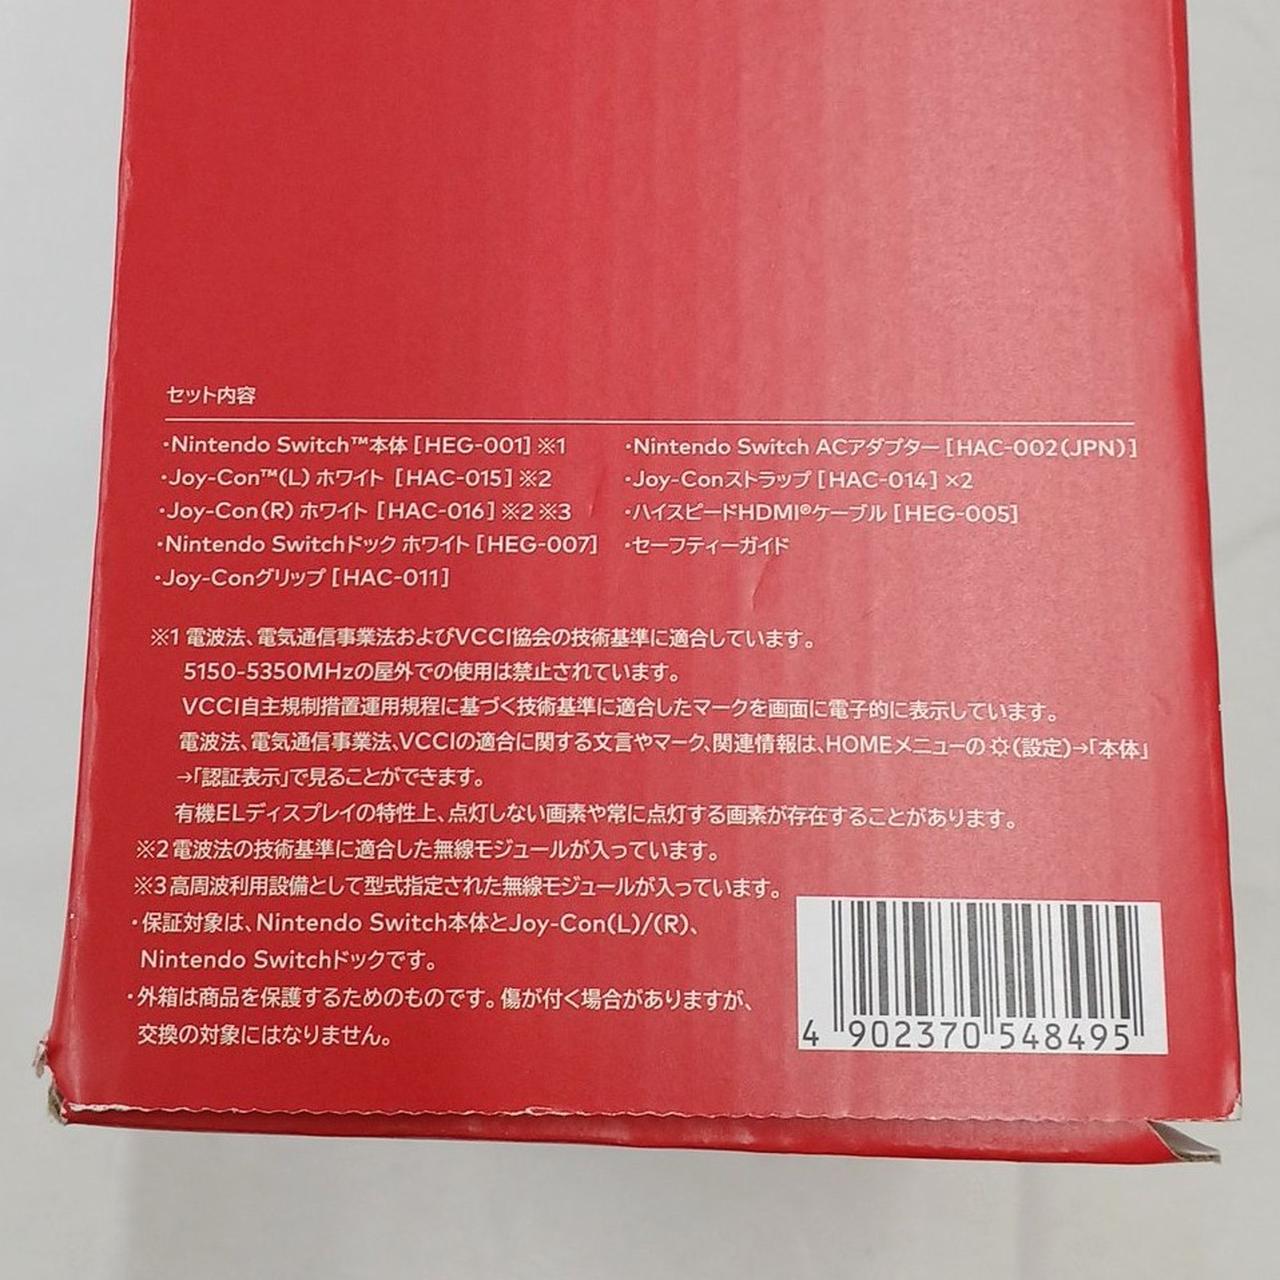 セット内容
・Nintendo Switch™本体［HEG-001］※1
・Joy-Con™(L) ホワイト［HAC-015］※2
・Joy-Con(R) ホワイト［HAC-016］※2 ※3
・Nintendo Switchドック ホワイト［HEG-007］
・Joy-Conグリップ［HAC-011］
・Nintendo Switch ACアダプター［HAC-002(JPN)］
・Joy-Conストラップ［HAC-014］×2
・ハイスピードHDMI®ケーブル［HEG-005］
・セーフティーガイド
※1 電波法、電気通信事業法およびVCCI協会の技術基準に適合しています。
5150-5350MHzの屋外での使用は禁止されています。
VCCI自主規制措置運用規程に基づく技術基準に適合したマークを画面に電子的に表示しています。
電波法、電気通信事業法、VCCIの適合に関する文言やマーク、関連情報は、HOMEメニューの(設定)→「本体」
→「認証表示」で見ることができます。
有機ELディスプレイの特性上、点灯しない画素や常に点灯する画素が存在することがあります。
※2 電波法の技術基準に適合した無線モジュールが入っています。
※3 高周波利用設備として型式指定された無線モジュールが入っています。
・保証対象は、Nintendo Switch本体とJoy-Con(L)/(R)、
Nintendo Switchドックです。
・外箱は商品を保護するためのものです。傷が付く場合がありますが、
交換の対象にはなりません。
4 902370 548495